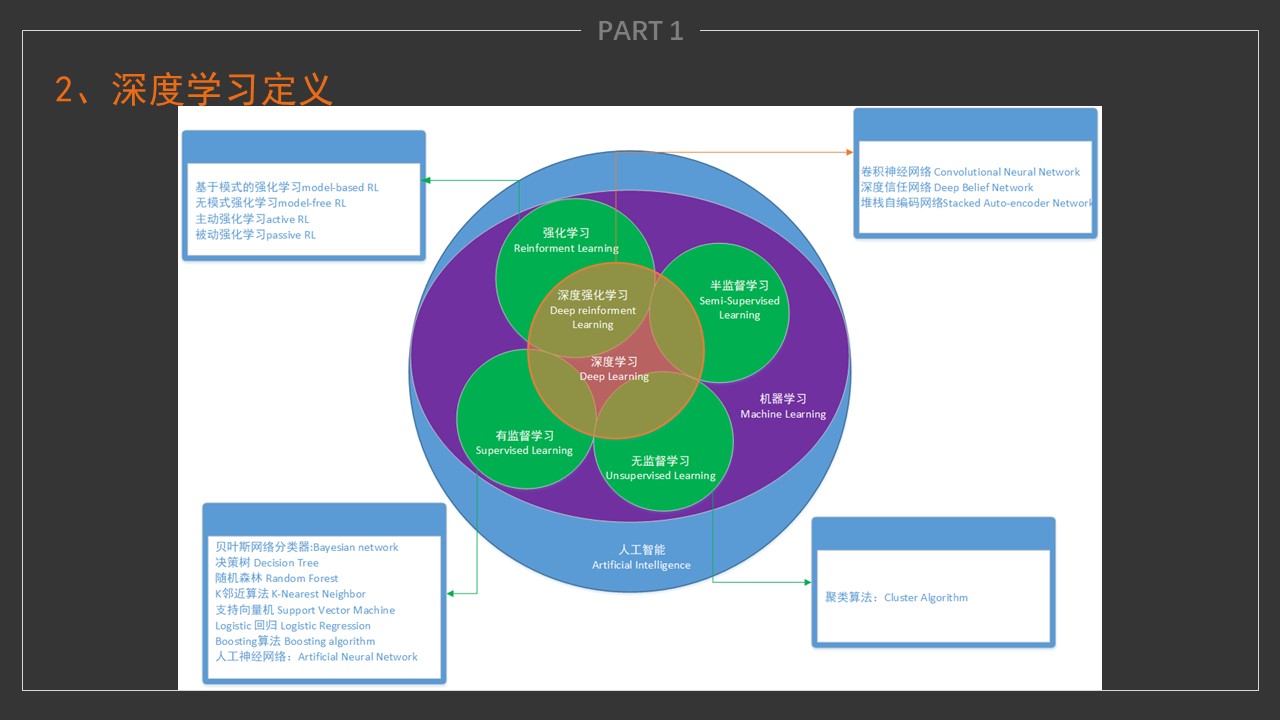 PART 1
2、深度学习定义
基于模式的强化学习model-based RL
无模式强化学习model-free RL
主动强化学习active RL
被动强化学习passive RL
卷积神经网络 Convolutional Neural Network
深度信任网络 Deep Belief Network
堆栈自编码网络Stacked Auto-encoder Network
强化学习
Reinforment Learning
半监督学习
Semi-Supervised
Learning
深度强化学习
Deep reinforment
Learning
深度学习
Deep Learning
机器学习
Machine Learning
有监督学习
Supervised Learning
无监督学习
Unsupervised Learning
人工智能
Artificial Intelligence
贝叶斯网络分类器:Bayesian network
决策树 Decision Tree
随机森林 Random Forest
K邻近算法 K-Nearest Neighbor
支持向量机 Support Vector Machine
Logistic 回归 Logistic Regression
Boosting算法 Boosting algorithm
人工神经网络：Artificial Neural Network
聚类算法：Cluster Algorithm